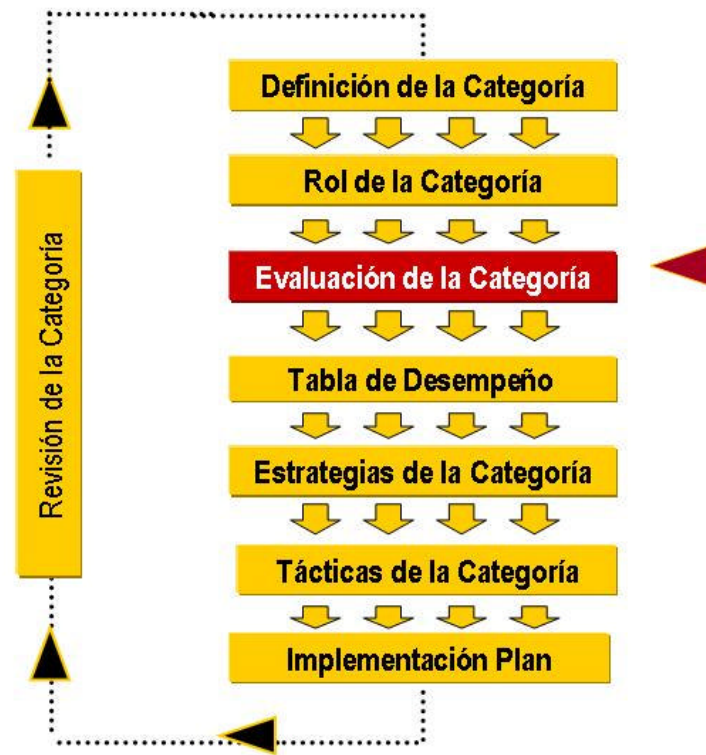 Definición de la Categoría
Rol de la Categoría
Evaluación de la Categoría
Tabla de Desempeño
Estrategias de la Categoría
Tácticas de la Categoría
Implementación Plan
Revisión de la Categoría